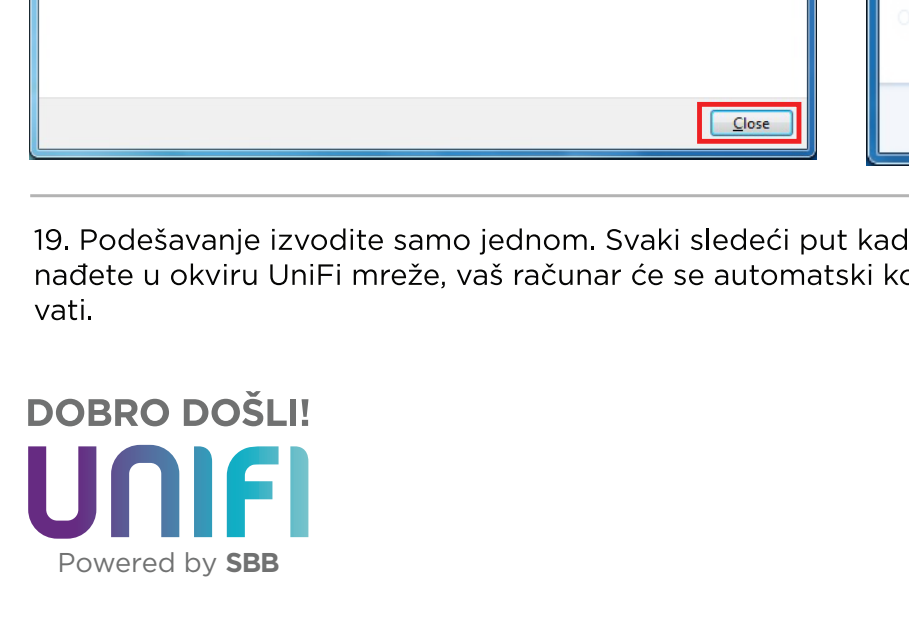 Close
19. Podešavanje izvodite samo jednom. Svaki sledeći put kad
nađete u okviru UniFi mreže, vaš računar će se automatski
vati.
DOBRO DOŠLI!
UNIFI
Powered by SBB